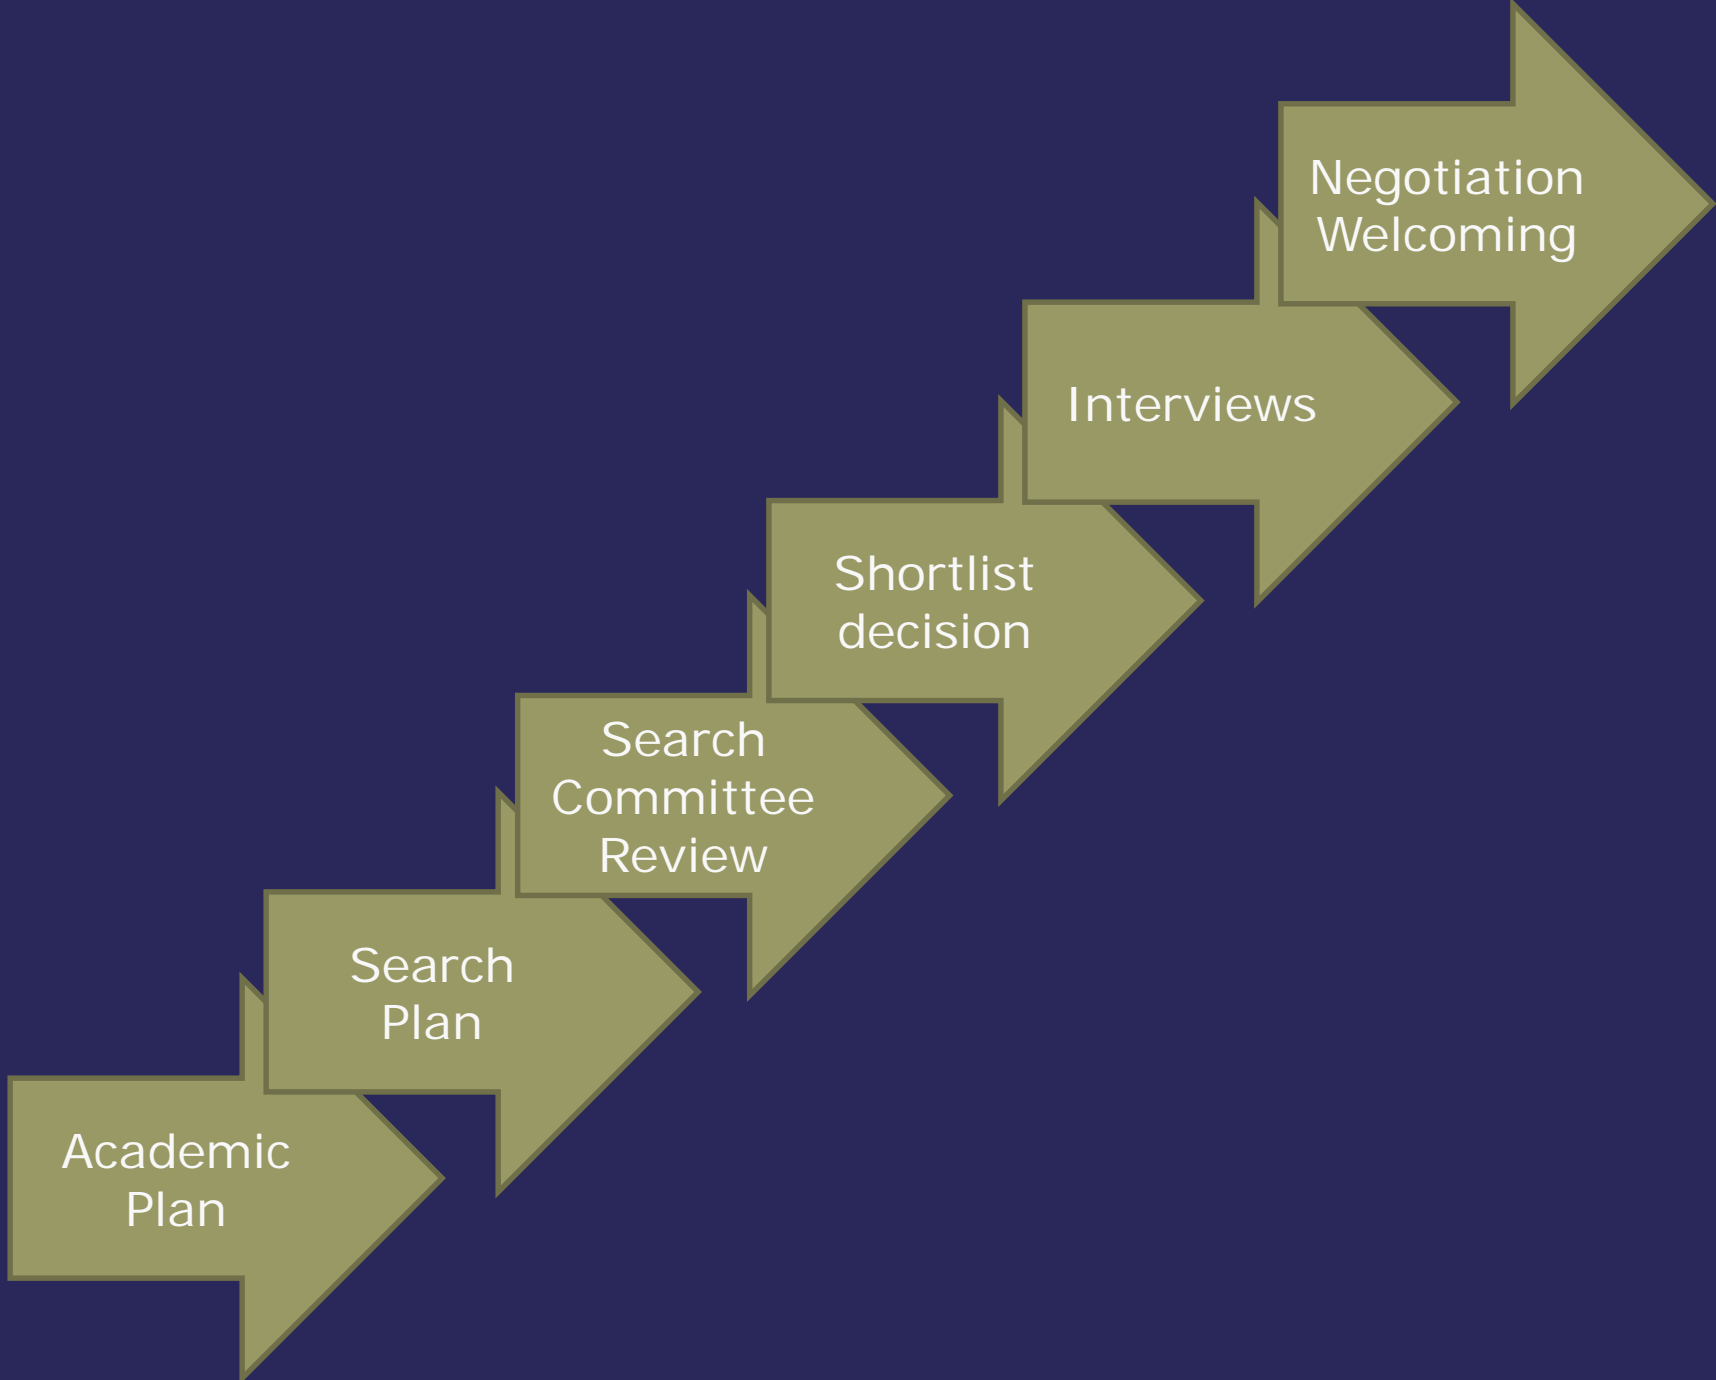 Academic
Plan
Search
Plan
Search
Committee
Review
Shortlist
decision
Interviews
Negotiation
Welcoming